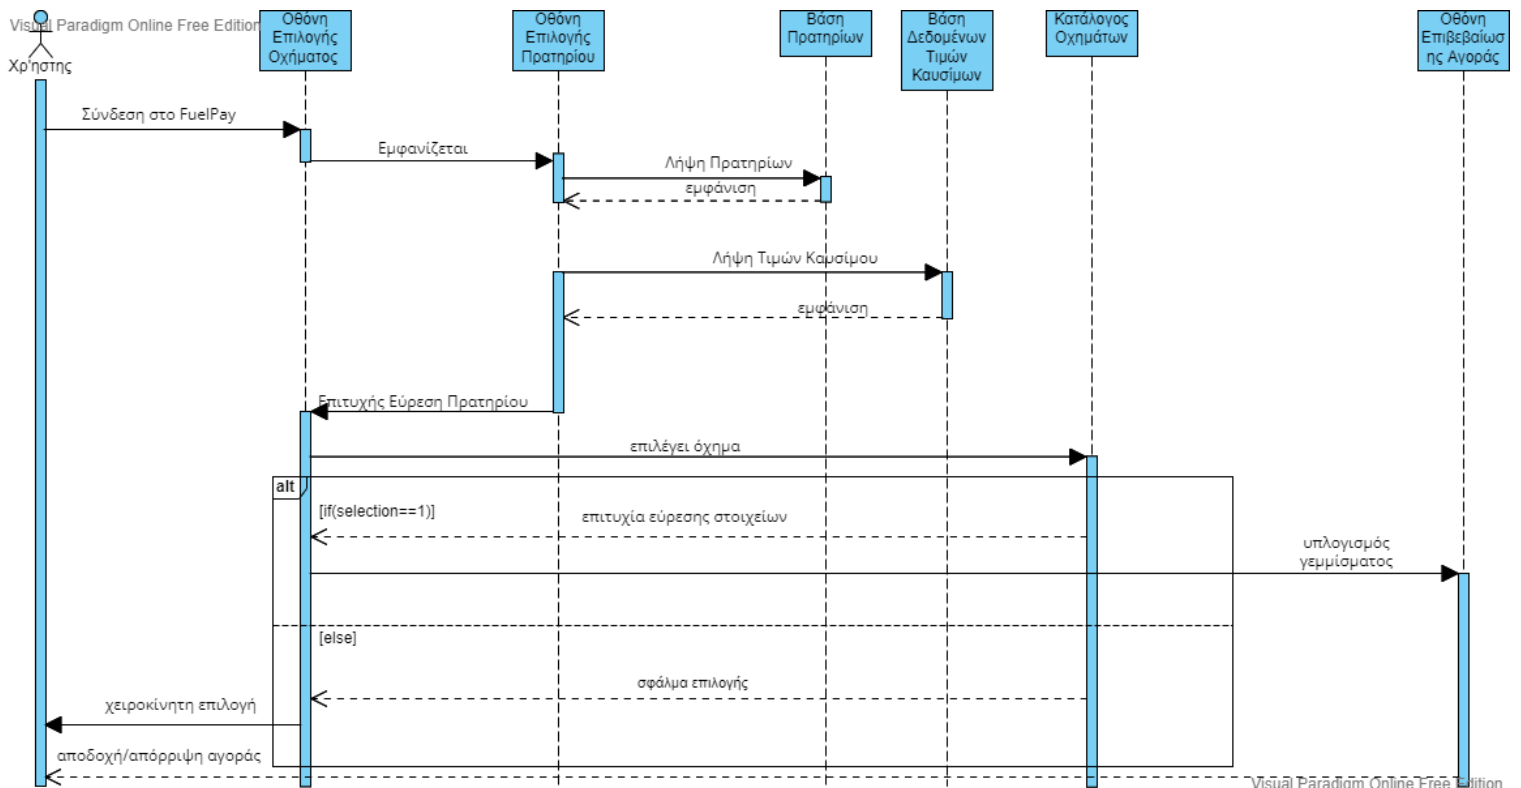 Visual Paradigm Online Free Edition
Χρήστης
Οθόνη
Επιλογής
Οχήματος
Οθόνη
Επιλογής
Πρατηρίου
Βάση
Πρατηρίων
Βάση
Δεδομένων
Τιμών
Καυσίμων
Κατάλογος
Οχημάτων
Οθόνη
Επιβεβαίωσ
ης Αγοράς
Σύνδεση στο FuelPay
Εμφανίζεται
Λήψη Πρατηρίων
εμφάνιση
Λήψη Τιμών Καυσίμου
εμφάνιση
Επιτυχής Εύρεση Πρατηρίου
επιλέγει όχημα
alt
[if(selection==1)]
επιτυχία εύρεσης στοιχείων
υπλογισμός
γεμμίσματος
[else]
σφάλμα επιλογής
χειροκίνητη επιλογή
αποδοχή/απόρριψη αγοράς
Visual Paradigm Online Free Edition